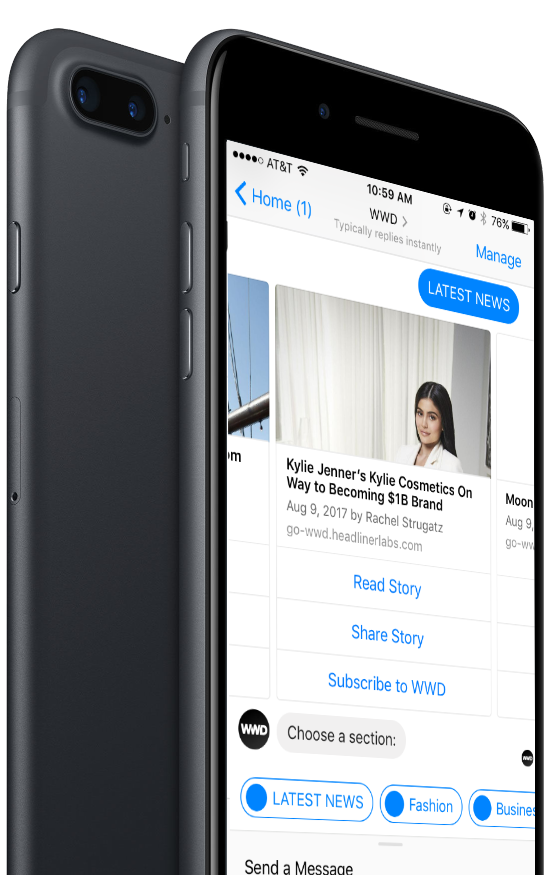 AT&T
10:59 AM
76%
Home (1)
WWD
Manage
Typically replies instantly
LATEST NEWS
om
Kylie Jenner's Kylie Cosmetics On
Way to Becoming $1B Brand
Aug 9, 2017 by Rachel Strugatz
go-wwd.headlinerlabs.com
Moon
Aug 9,
go-ww
Read Story
Share Story
Subscribe to WWD
WWD
Choose a section:
WWD
LATEST NEWS
Fashion
Busines
Send a Message